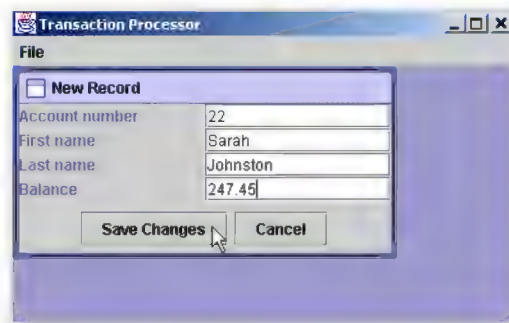 Transaction Processor
File
New Record
Account number 22
First name Sarah
Last name Johnston
Balance 247.45
Save Changes Cancel